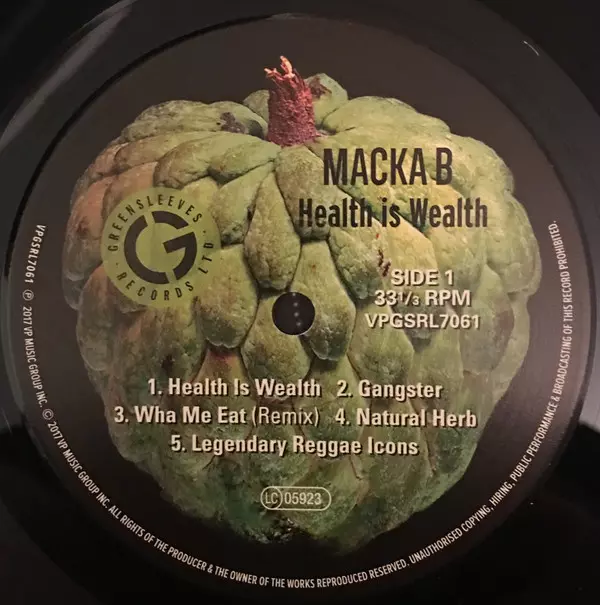 MACKA B
Health is Wealth
GREENSLEEVES
RECORDS LTD
SIDE 1
33 1/3 RPM
VPGSRL7061
1. Health Is Wealth 2. Gangster
3. Wha Me Eat (Remix) 4. Natural Herb
5. Legendary Reggae Icons
LC 05923
VPGSRL7061 ℗ 2017 VP MUSIC GROUP INC. © 2017 VP MUSIC GROUP INC. ALL RIGHTS OF THE PRODUCER & THE OWNER OF THE WORKS REPRODUCED RESERVED. UNAUTHORISED COPYING, HIRING, PUBLIC PERFORMANCE & BROADCASTING OF THIS RECORD PROHIBITED.